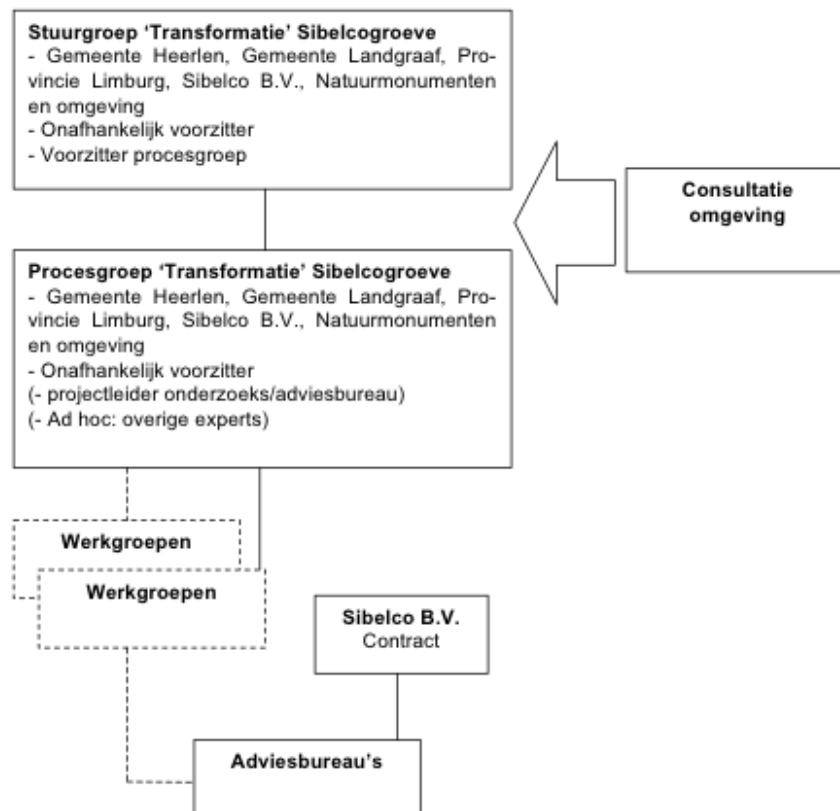 Stuurgroep ‘Transformatie’ Sibelcogroeve
- Gemeente Heerlen, Gemeente Landgraaf, Pro-
vincie Limburg, Sibelco B.V., Natuurmonumenten
en omgeving
- Onafhankelijk voorzitter
- Voorzitter procesgroep
Consultatie
omgeving
Procesgroep ‘Transformatie’ Sibelcogroeve
- Gemeente Heerlen, Gemeente Landgraaf, Pro-
vincie Limburg, Sibelco B.V., Natuurmonumenten
en omgeving
- Onafhankelijk voorzitter
(- projectleider onderzoeks/adviesbureau)
(- Ad hoc: overige experts)
Werkgroepen
Werkgroepen
Sibelco B.V.
Contract
Adviesbureau’s